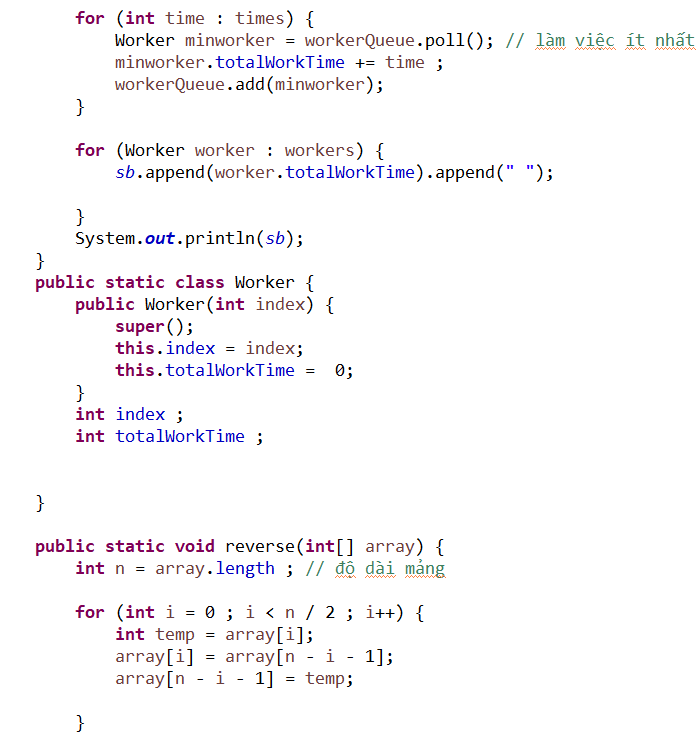 for (int time : times) {
Worker minworker = workerQueue.poll(); // làm việc ít nhất
minworker.totalWorkTime += time ;
workerQueue.add(minworker);
}
for (Worker worker : workers) {
sb.append(worker.totalWorkTime).append(" ");
}
System.out.println(sb);
}
public static class Worker {
public Worker(int index) {
super();
this.index = index;
this.totalWorkTime =  0;
}
int index ;
int totalWorkTime ;
}
public static void reverse(int[] array) {
int n = array.length ; // độ dài mảng
for (int i = 0 ; i < n / 2 ; i++) {
int temp = array[i];
array[i] = array[n - i - 1];
array[n - i - 1] = temp;
}